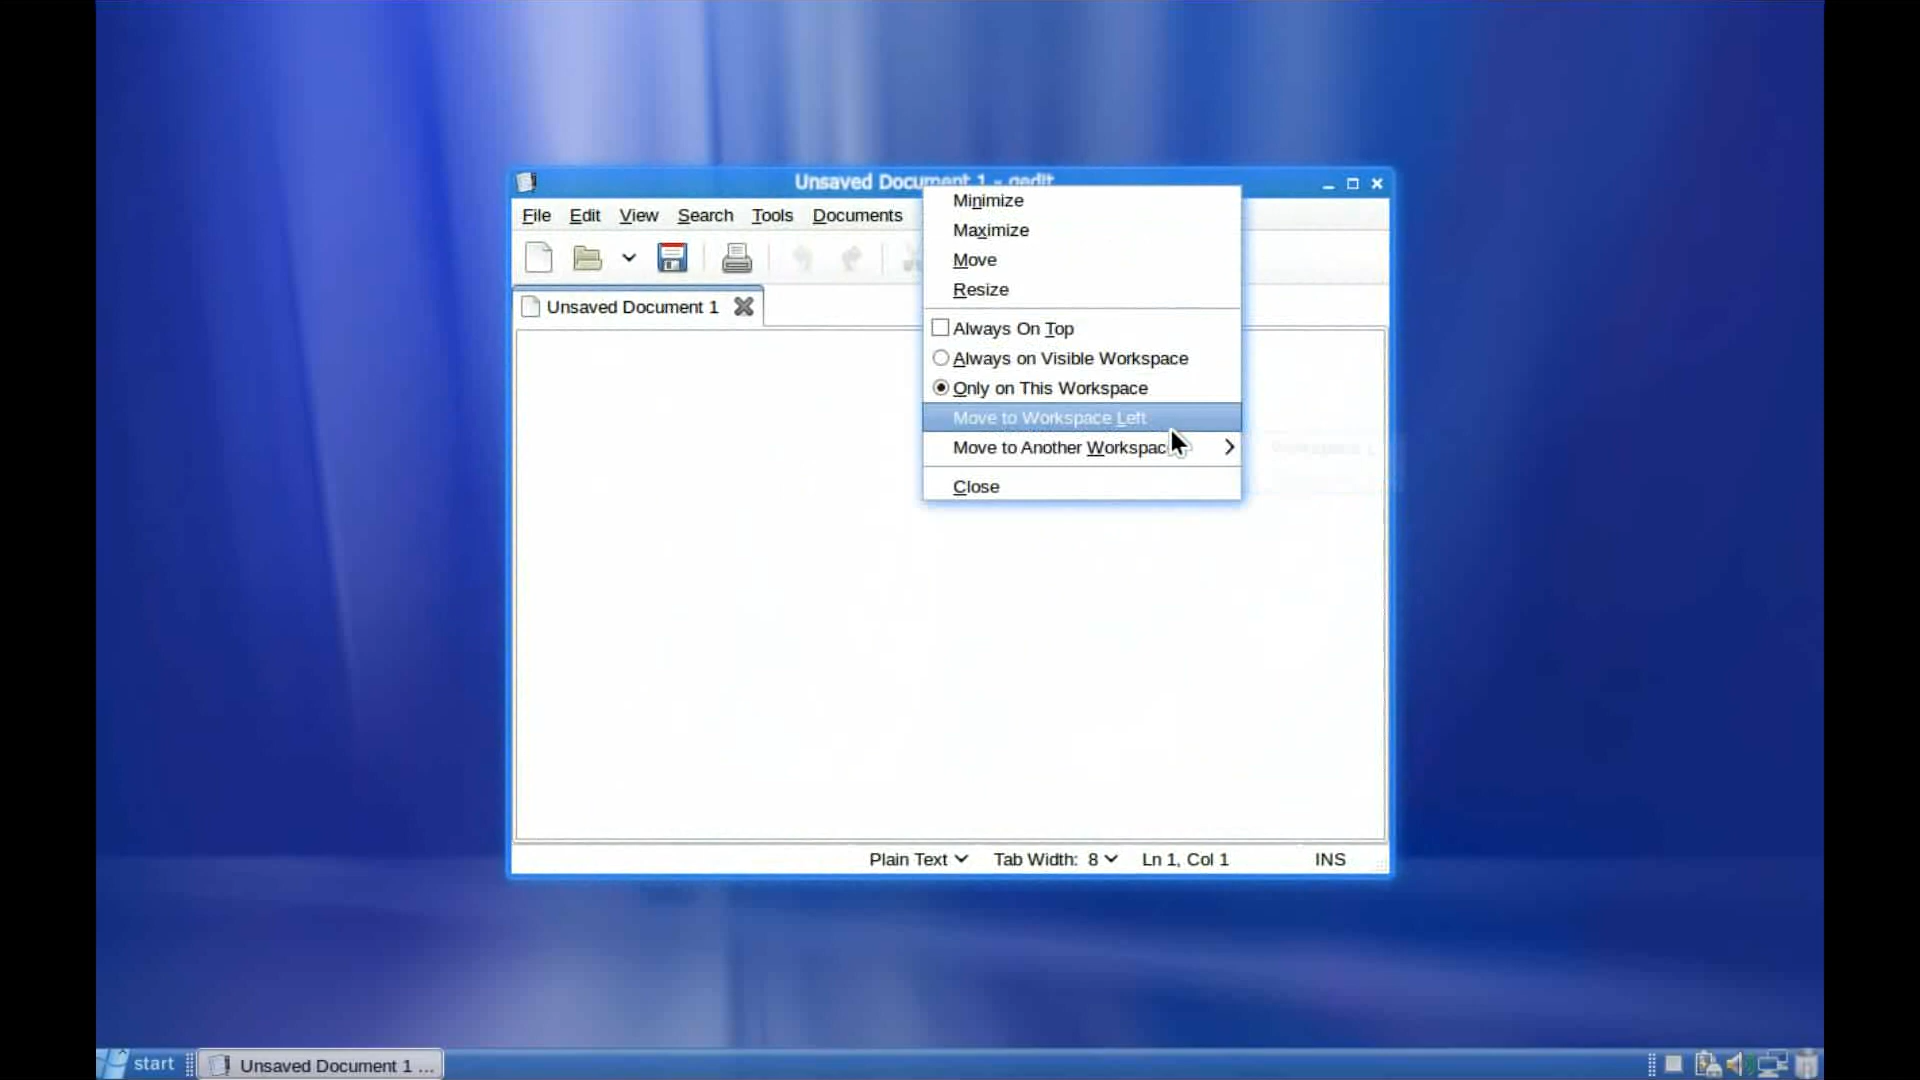 Unsaved Document 1 - gedit
File Edit View Search Tools Documents
Minimize
Maximize
Move
Resize
Unsaved Document 1
Always On Top
Always on Visible Workspace
Only on This Workspace
Move to Workspace Left
Move to Another Workspac
Close
Plain Text Tab Width: 8 Ln 1, Col 1 INS
start Unsaved Document 1 ...